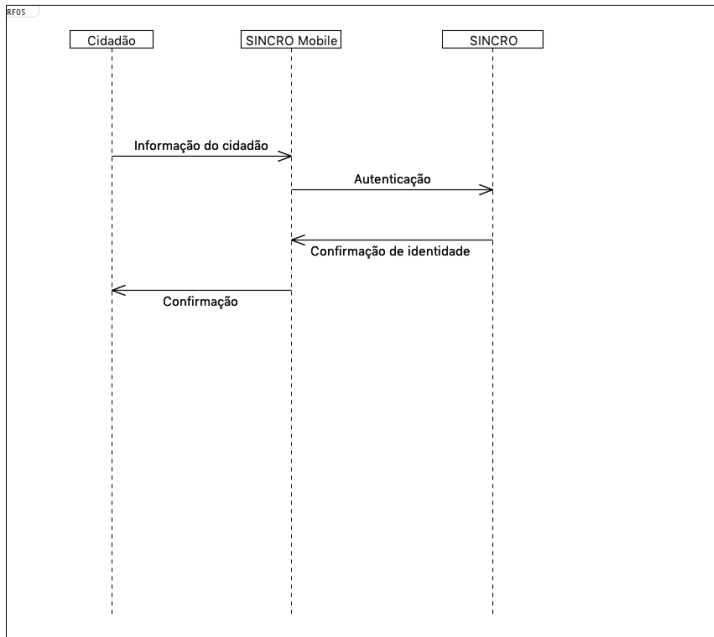 RF05
Cidadão
SINCRO Mobile
SINCRO
Informação do cidadão
Autenticação
Confirmação de identidade
Confirmação